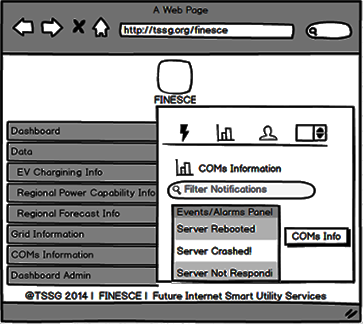 A Web Page
http://tssg.org/finesce
FINESCE
Dashboard
Data
EV Chargining Info
Regional Power Capability Info
Regional Forecast Info
Grid Information
COMs Information
Dashboard Admin
COMs Information
Filter Notifications
Events/Alarms Panel
Server Rebooted
Server Crashed!
Server Not Respondi
COMs Info
@TSSG 2014 | FINESCE | Future Internet Smart Utility Services